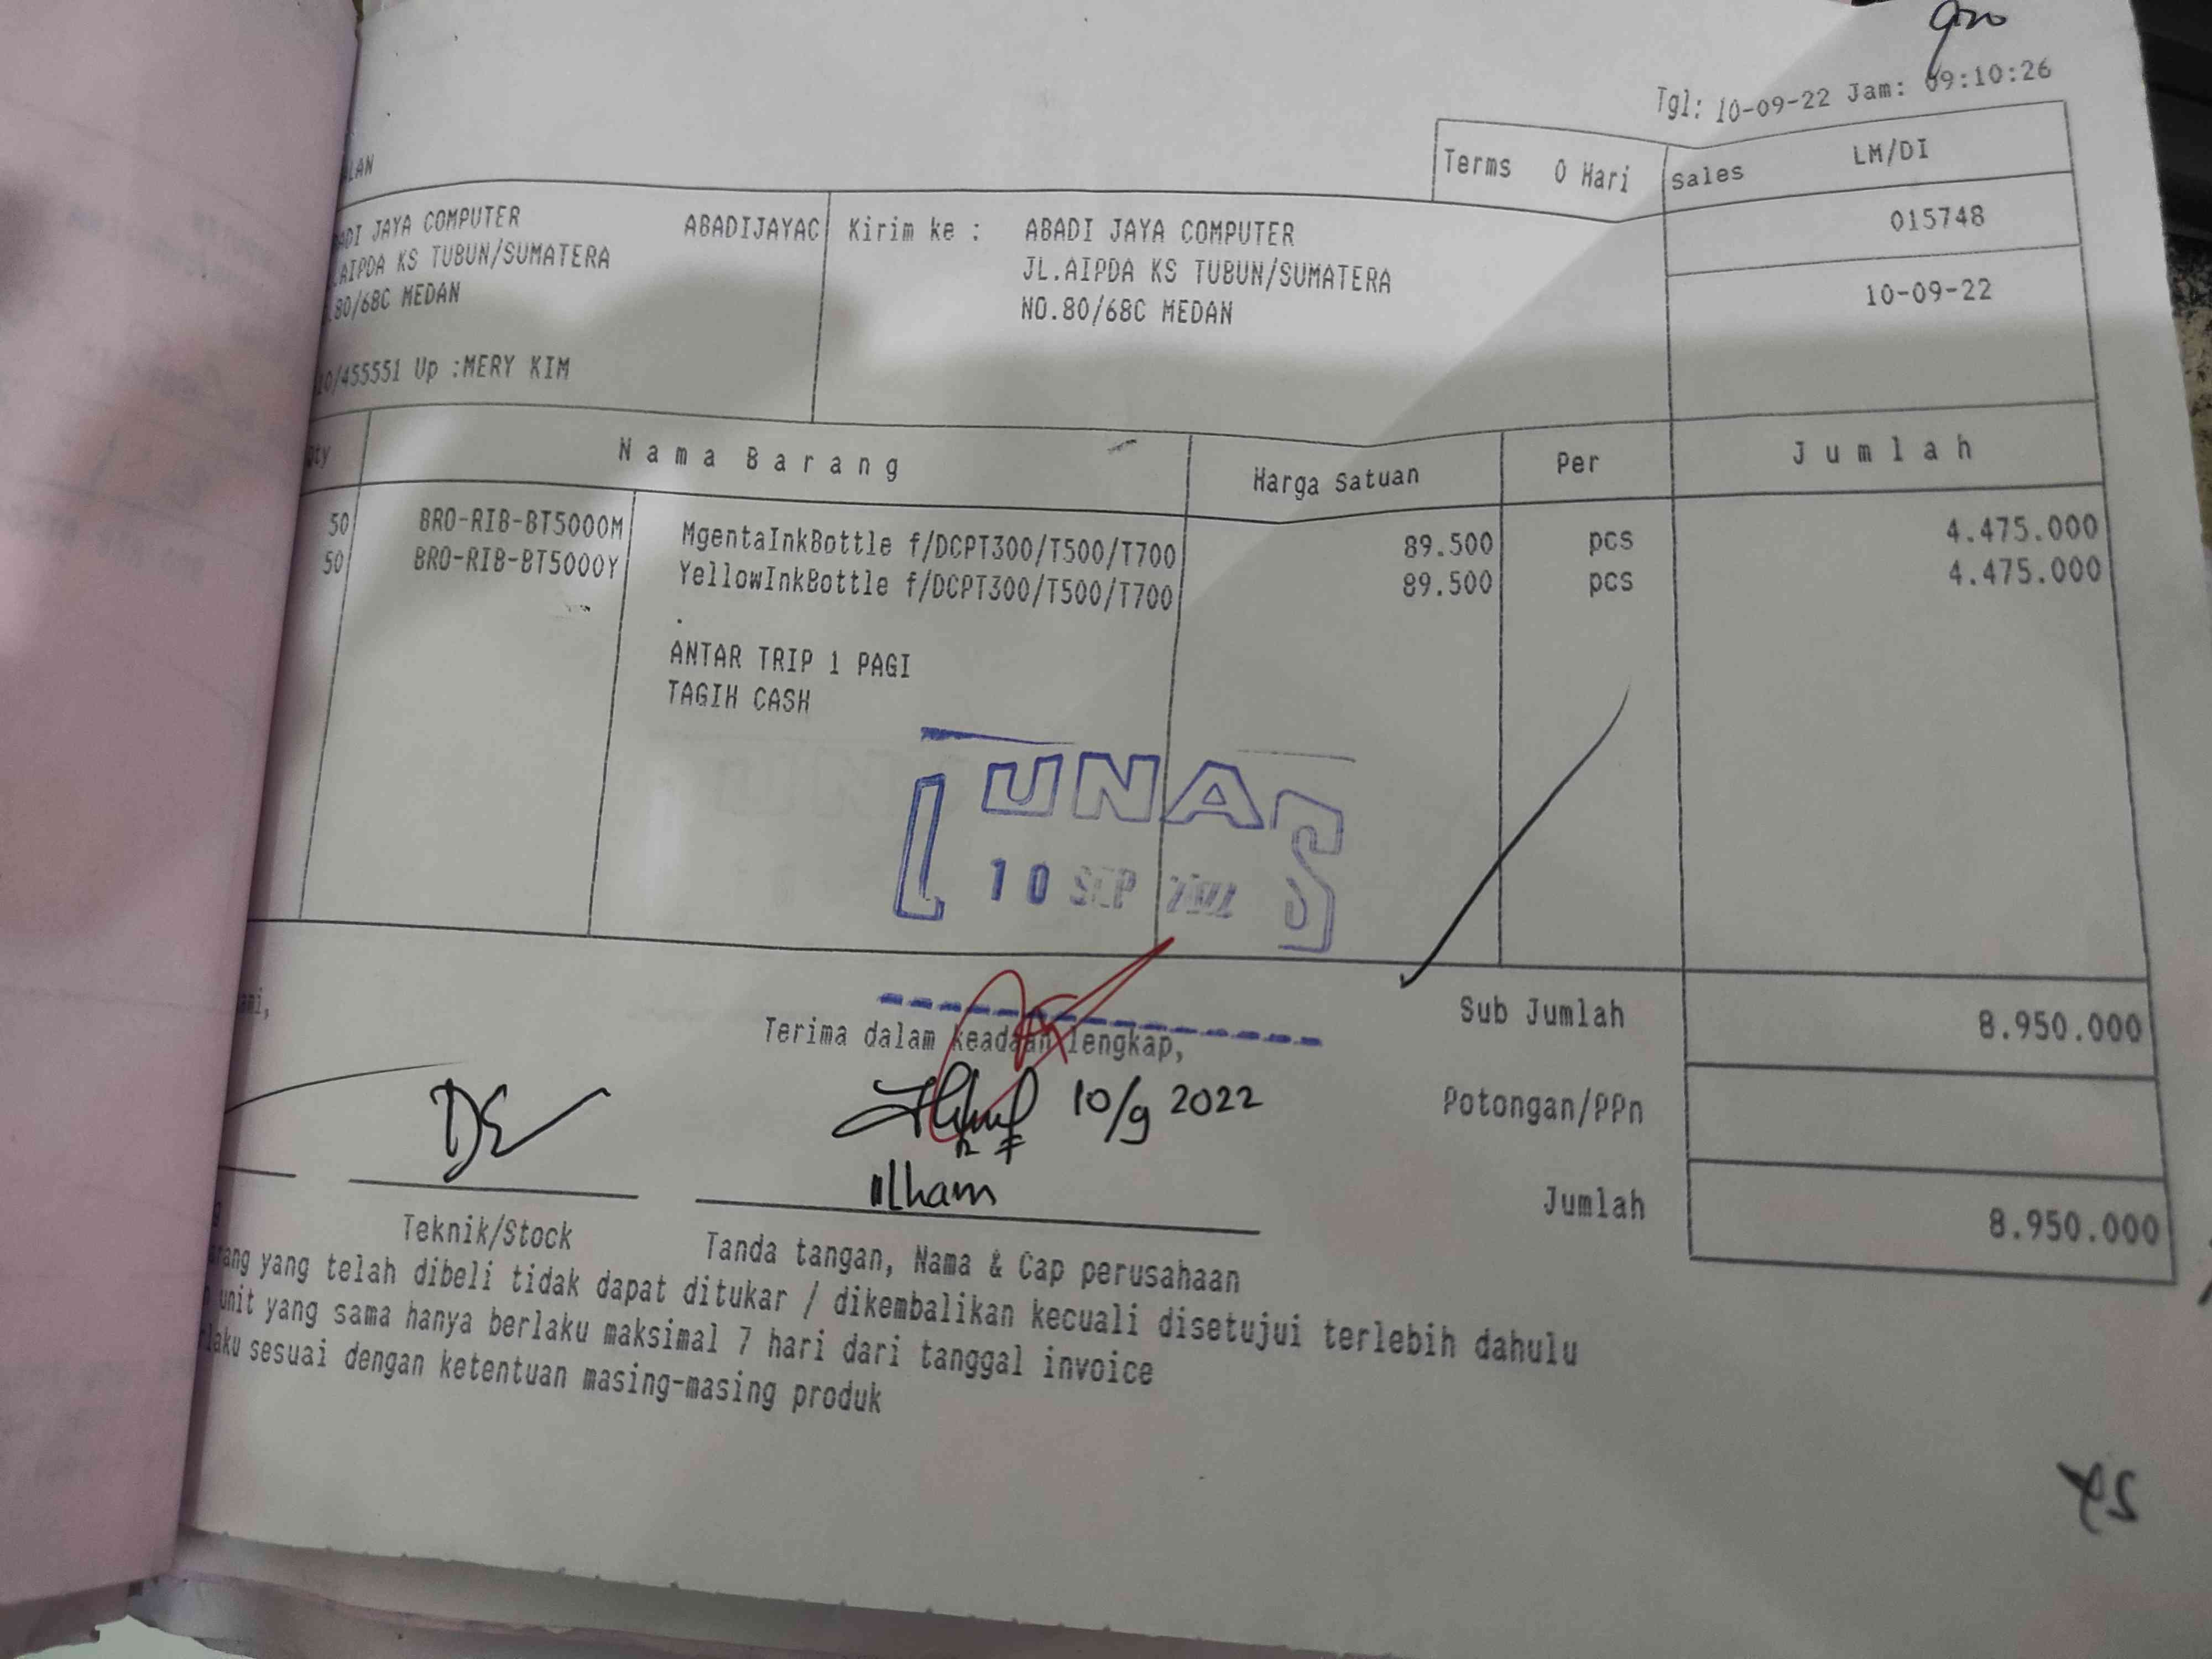 Tgl: 10-09-22 Jam: 09:10:26
Terms 0 Hari Sales LM/DI
015748
10-09-22
JAYA COMPUTER ABADIJAYAC
AIPDA KS TUBUN/SUMATERA
80/68C MEDAN
/455551 Up :MERY KIM
Kirim ke : ABADI JAYA COMPUTER
JL.AIPDA KS TUBUN/SUMATERA
NO.80/68C MEDAN
Nama Barang Harga Satuan Per Jumlah
50 BRO-RIB-BT5000M MgentaInkBottle f/DCPT300/T500/T700 89.500 pcs 4.475.000
50 BRO-RIB-BT5000Y YellowInkBottle f/DCPT300/T500/T700 89.500 pcs 4.475.000
.
ANTAR TRIP 1 PAGI
TAGIH CASH
LUNAS
10 SEP
Sub Jumlah 8.950.000
Terima dalam keadaan lengkap,
10/9 2022
Potongan/PPn
Ilham
Jumlah 8.950.000
Teknik/Stock
Tanda tangan, Nama & Cap perusahaan
yang telah dibeli tidak dapat ditukar / dikembalikan kecuali disetujui terlebih dahulu
unit yang sama hanya berlaku maksimal 7 hari dari tanggal invoice
sesuai dengan ketentuan masing-masing produk